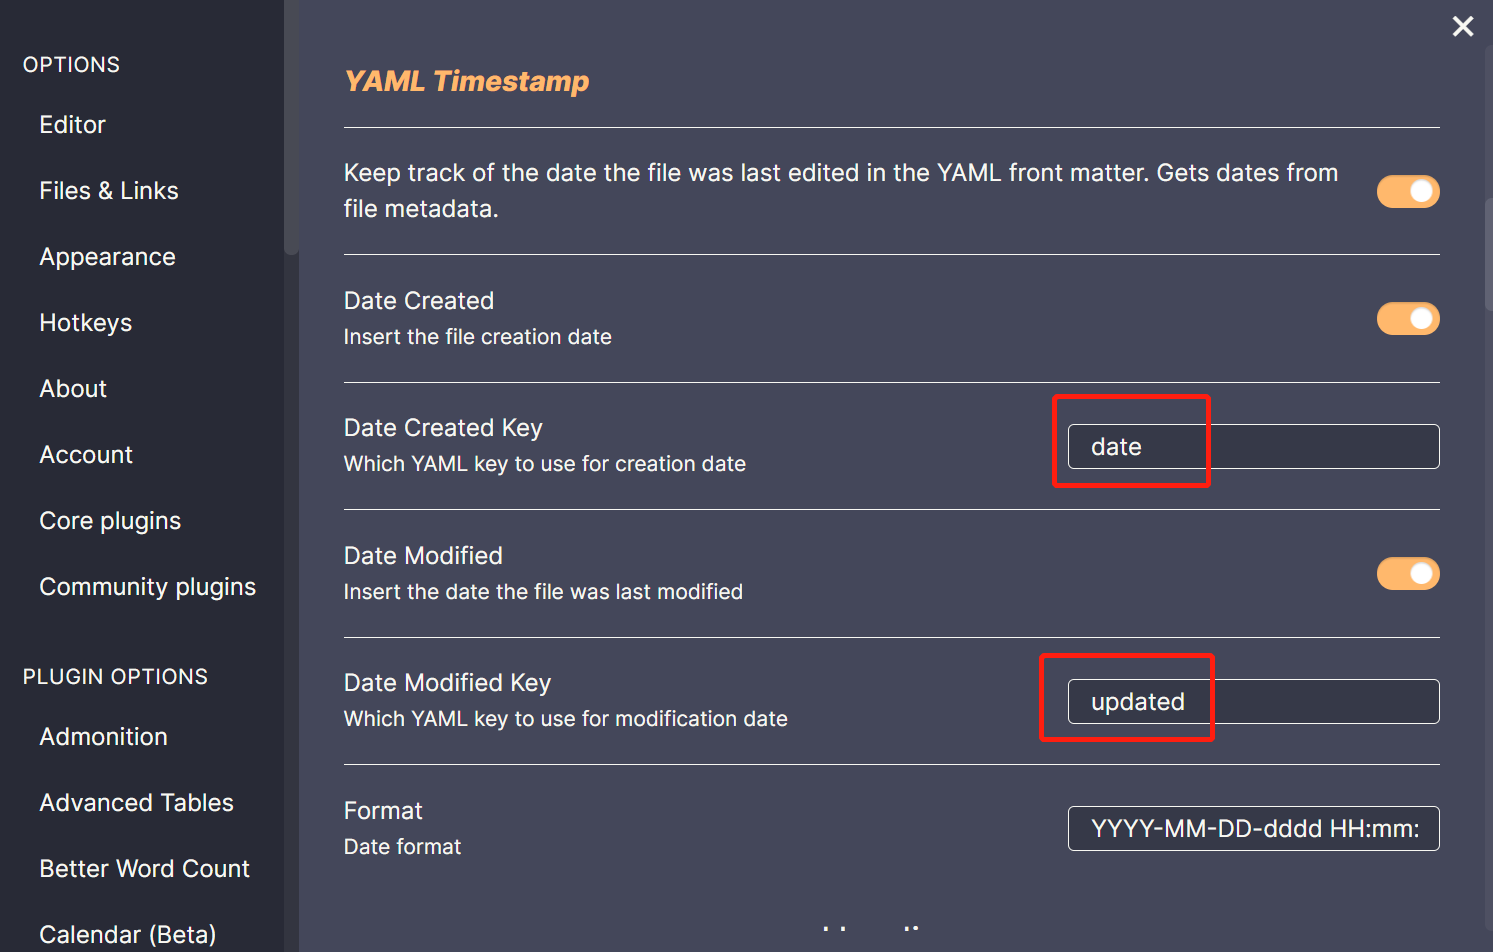 OPTIONS
Editor
Files & Links
Appearance
Hotkeys
About
Account
Core plugins
Community plugins
PLUGIN OPTIONS
Admonition
Advanced Tables
Better Word Count
Calendar (Beta)
YAML Timestamp
Keep track of the date the file was last edited in the YAML front matter. Gets dates from
file metadata.
Date Created
Insert the file creation date
Date Created Key
Which YAML key to use for creation date
date
Date Modified
Insert the date the file was last modified
Date Modified Key
Which YAML key to use for modification date
updated
Format
Date format
YYYY-MM-DD-dddd HH:mm: